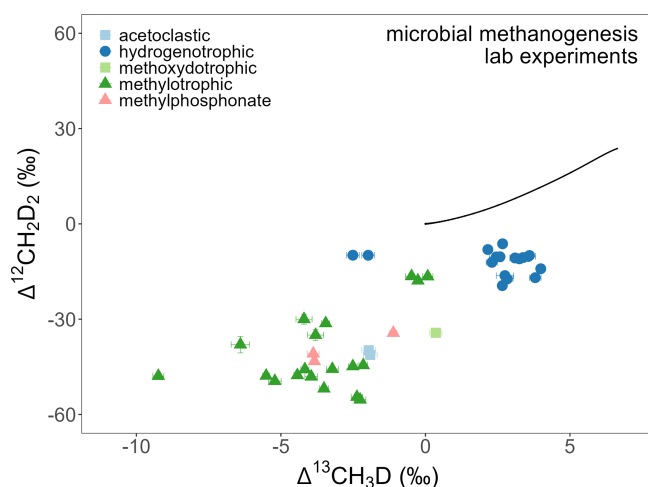 microbial methanogenesis
lab experiments
acetoclastic
hydrogenotrophic
methoxydotrophic
methylotrophic
methylphosphonate
60
30
0
-30
-60
Δ¹²CH₂D₂ (‰)
-10 -5 0 5
Δ¹³CH₃D (‰)